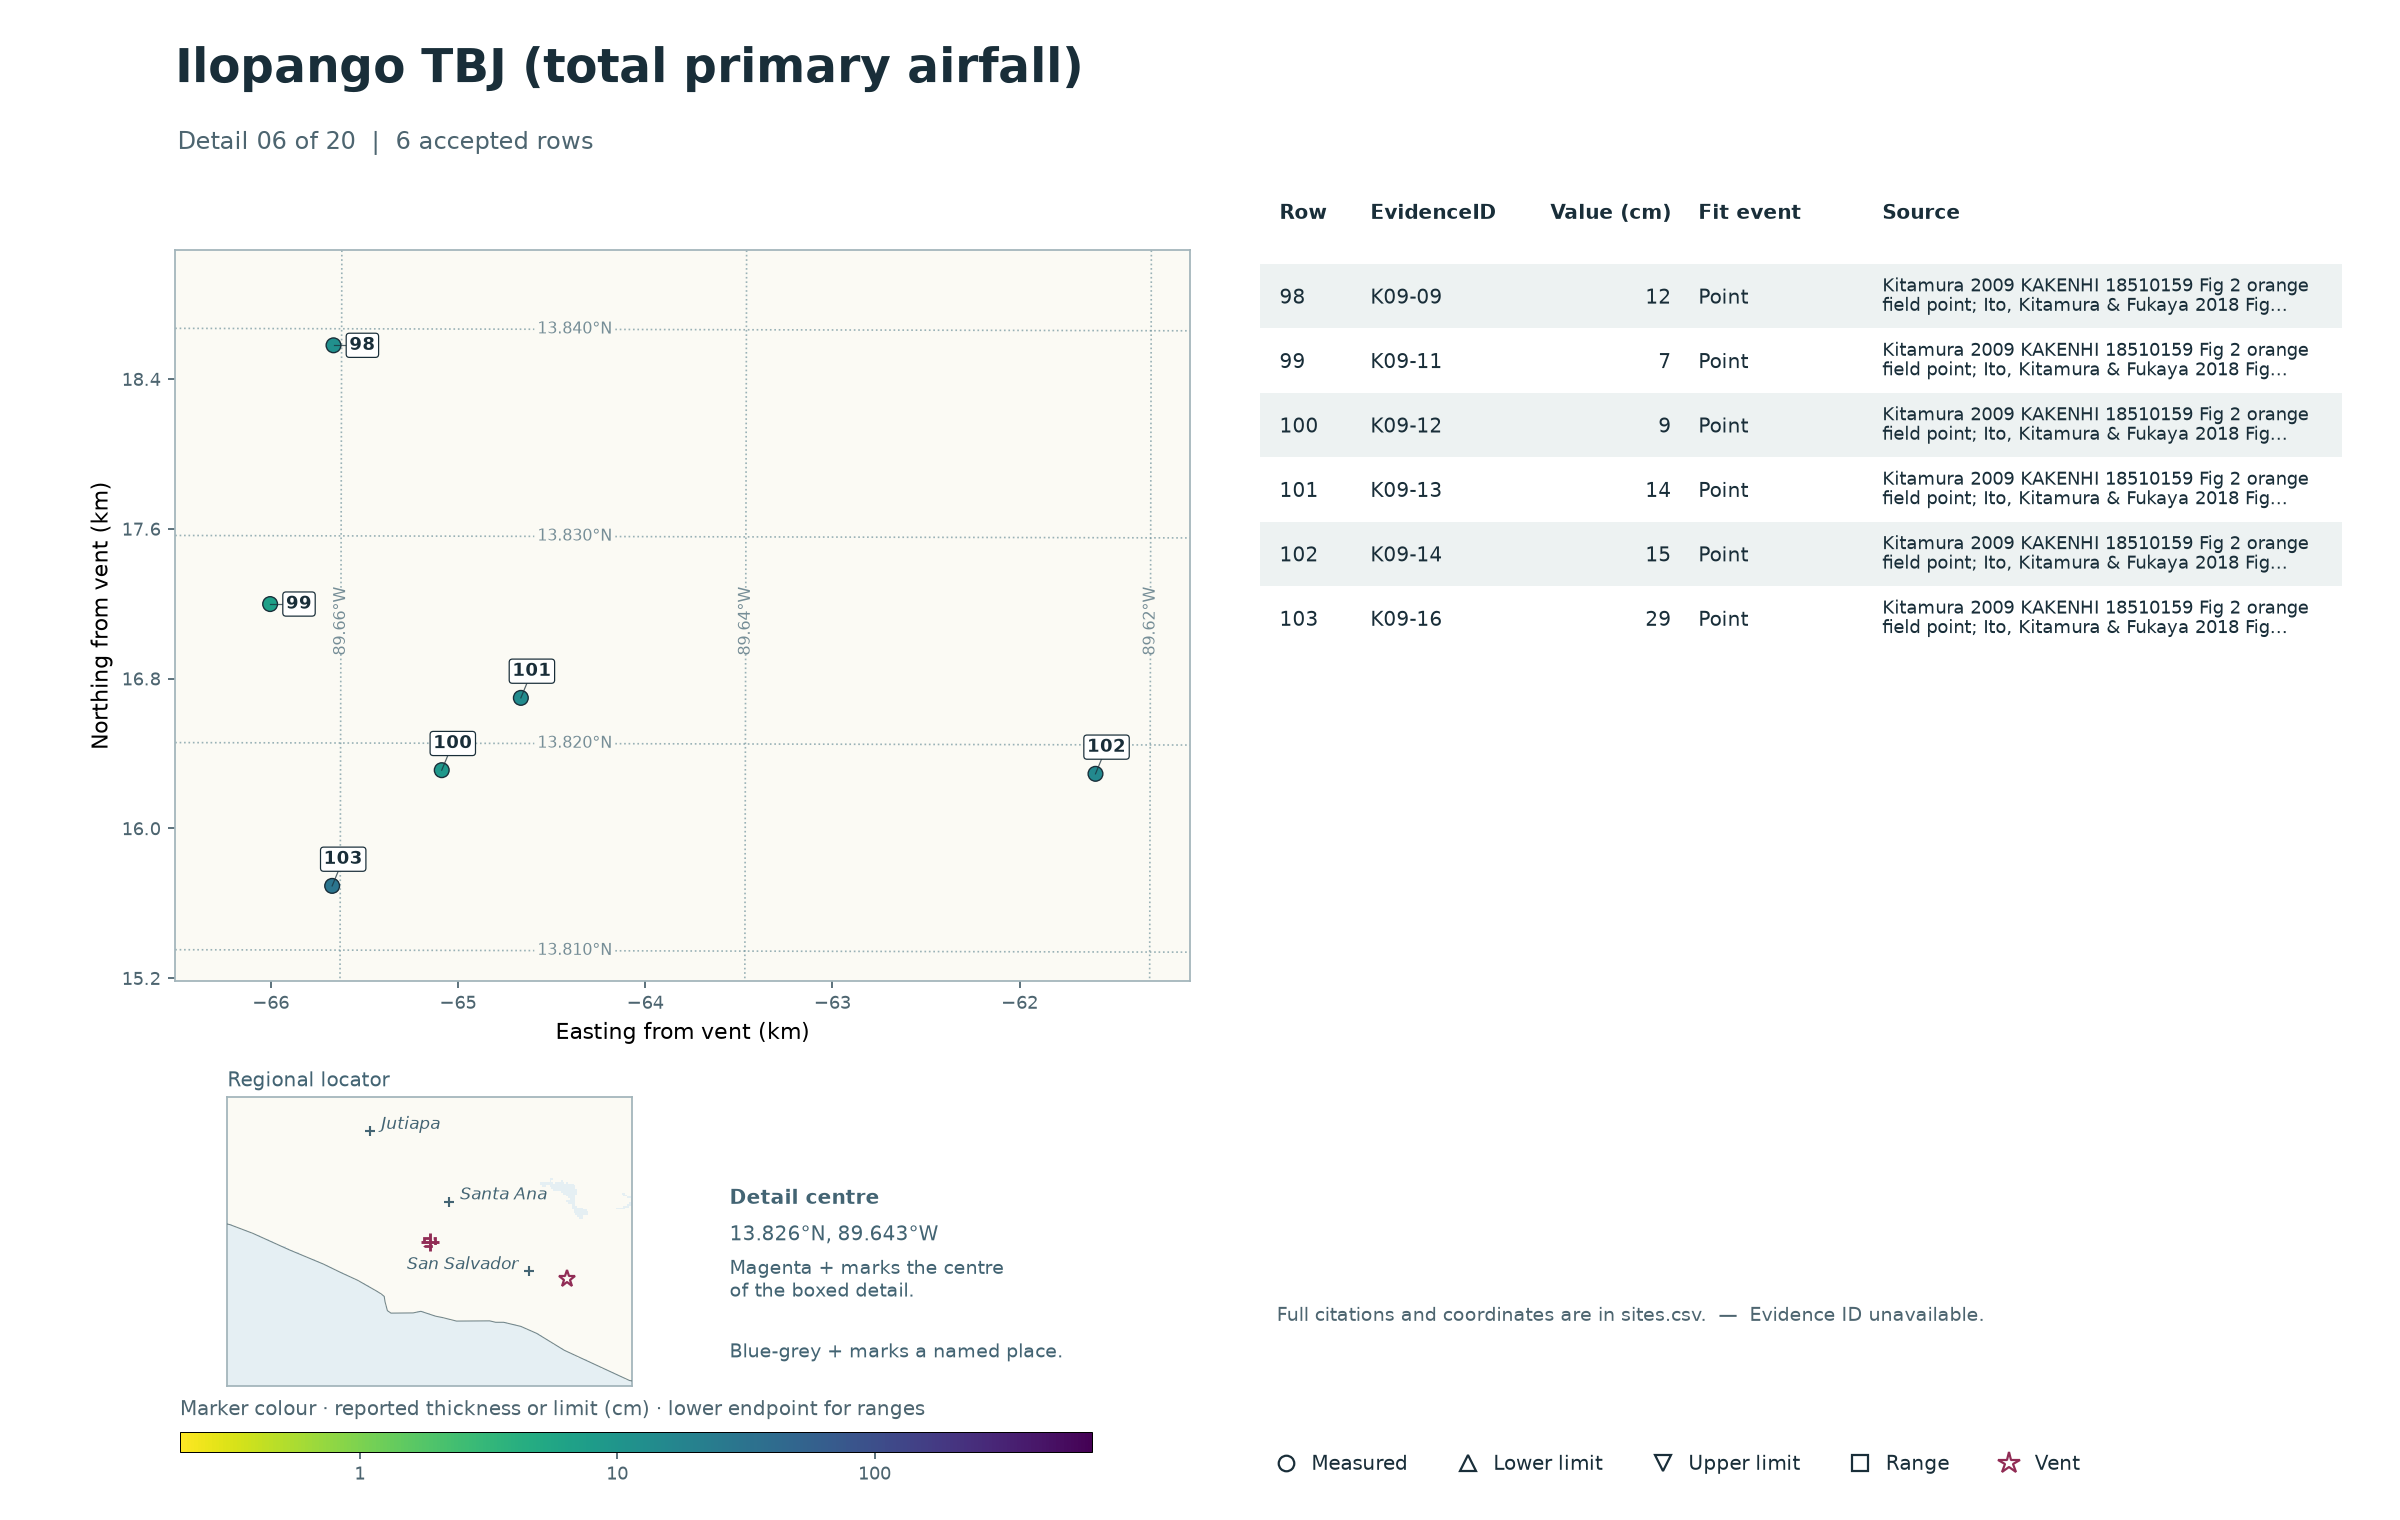 Ilopango TBJ (total primary airfall)
Detail 06 of 20 | 6 accepted rows
Row EvidenceID Value (cm) Fit event Source
98 K09-09 12 Point Kitamura 2009 KAKENHI 18510159 Fig 2 orange
field point; Ito, Kitamura & Fukaya 2018 Fig...
99 K09-11 7 Point Kitamura 2009 KAKENHI 18510159 Fig 2 orange
field point; Ito, Kitamura & Fukaya 2018 Fig...
100 K09-12 9 Point Kitamura 2009 KAKENHI 18510159 Fig 2 orange
field point; Ito, Kitamura & Fukaya 2018 Fig...
101 K09-13 14 Point Kitamura 2009 KAKENHI 18510159 Fig 2 orange
field point; Ito, Kitamura & Fukaya 2018 Fig...
102 K09-14 15 Point Kitamura 2009 KAKENHI 18510159 Fig 2 orange
field point; Ito, Kitamura & Fukaya 2018 Fig...
103 K09-16 29 Point Kitamura 2009 KAKENHI 18510159 Fig 2 orange
field point; Ito, Kitamura & Fukaya 2018 Fig...
Northing from vent (km)
18.4
17.6
16.8
16.0
15.2
13.840°N
13.830°N
13.820°N
13.810°N
89.66°W
89.64°W
89.62°W
98
99
101
100
102
103
−66 −65 −64 −63 −62
Easting from vent (km)
Regional locator
Jutiapa
Santa Ana
San Salvador
Detail centre
13.826°N, 89.643°W
Magenta + marks the centre
of the boxed detail.
Blue-grey + marks a named place.
Full citations and coordinates are in sites.csv. — Evidence ID unavailable.
Marker colour · reported thickness or limit (cm) · lower endpoint for ranges
1 10 100
Measured Lower limit Upper limit Range Vent